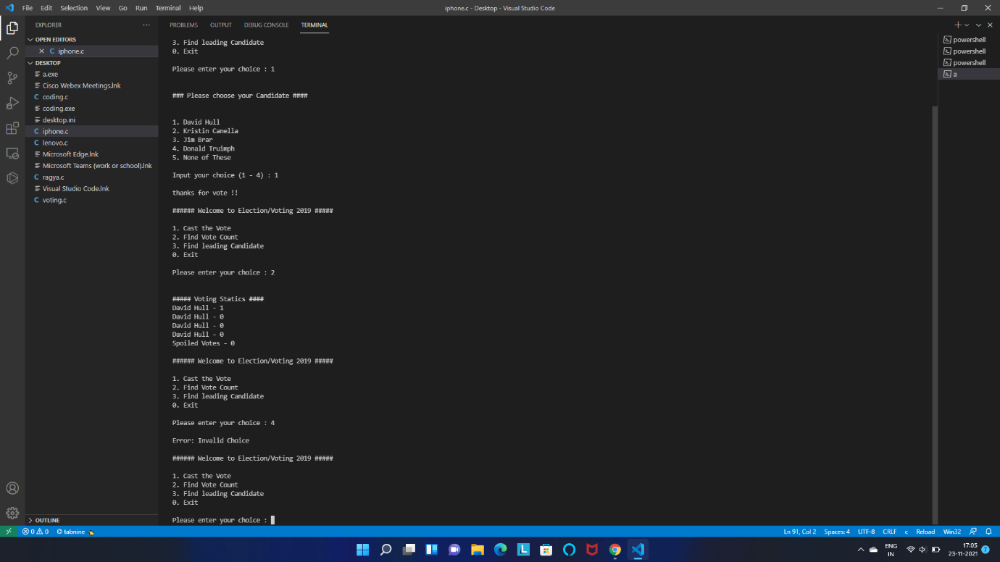 File Edit Selection View Go Run Terminal Help
iphone.c - Desktop - Visual Studio Code
EXPLORER
OPEN EDITORS
iphone.c
DESKTOP
a.exe
Cisco Webex Meetings.lnk
coding.c
coding.exe
desktop.ini
iphone.c
lenovo.c
Microsoft Edge.lnk
Microsoft Teams (work or school).lnk
ragya.c
Visual Studio Code.lnk
voting.c
OUTLINE
PROBLEMS OUTPUT DEBUG CONSOLE TERMINAL
3. Find leading Candidate
0. Exit
Please enter your choice : 1
### Please choose your Candidate ####
1. David Hull
2. Kristin Canella
3. Jim Brar
4. Donald Truimph
5. None of These
Input your choice (1 - 4) : 1
thanks for vote !!
###### Welcome to Election/Voting 2019 #####
1. Cast the Vote
2. Find Vote Count
3. Find leading Candidate
0. Exit
Please enter your choice : 2
##### Voting Statics ####
David Hull - 1
David Hull - 0
David Hull - 0
David Hull - 0
Spoiled Votes - 0
###### Welcome to Election/Voting 2019 #####
1. Cast the Vote
2. Find Vote Count
3. Find leading Candidate
0. Exit
Please enter your choice : 4
Error: Invalid Choice
###### Welcome to Election/Voting 2019 #####
1. Cast the Vote
2. Find Vote Count
3. Find leading Candidate
0. Exit
Please enter your choice :
powershell
powershell
powershell
a
0 0 tabnine
Ln 91, Col 2 Spaces: 4 UTF-8 CRLF c Reload Win32
L
ENG
IN
17:05
23-11-2021
7